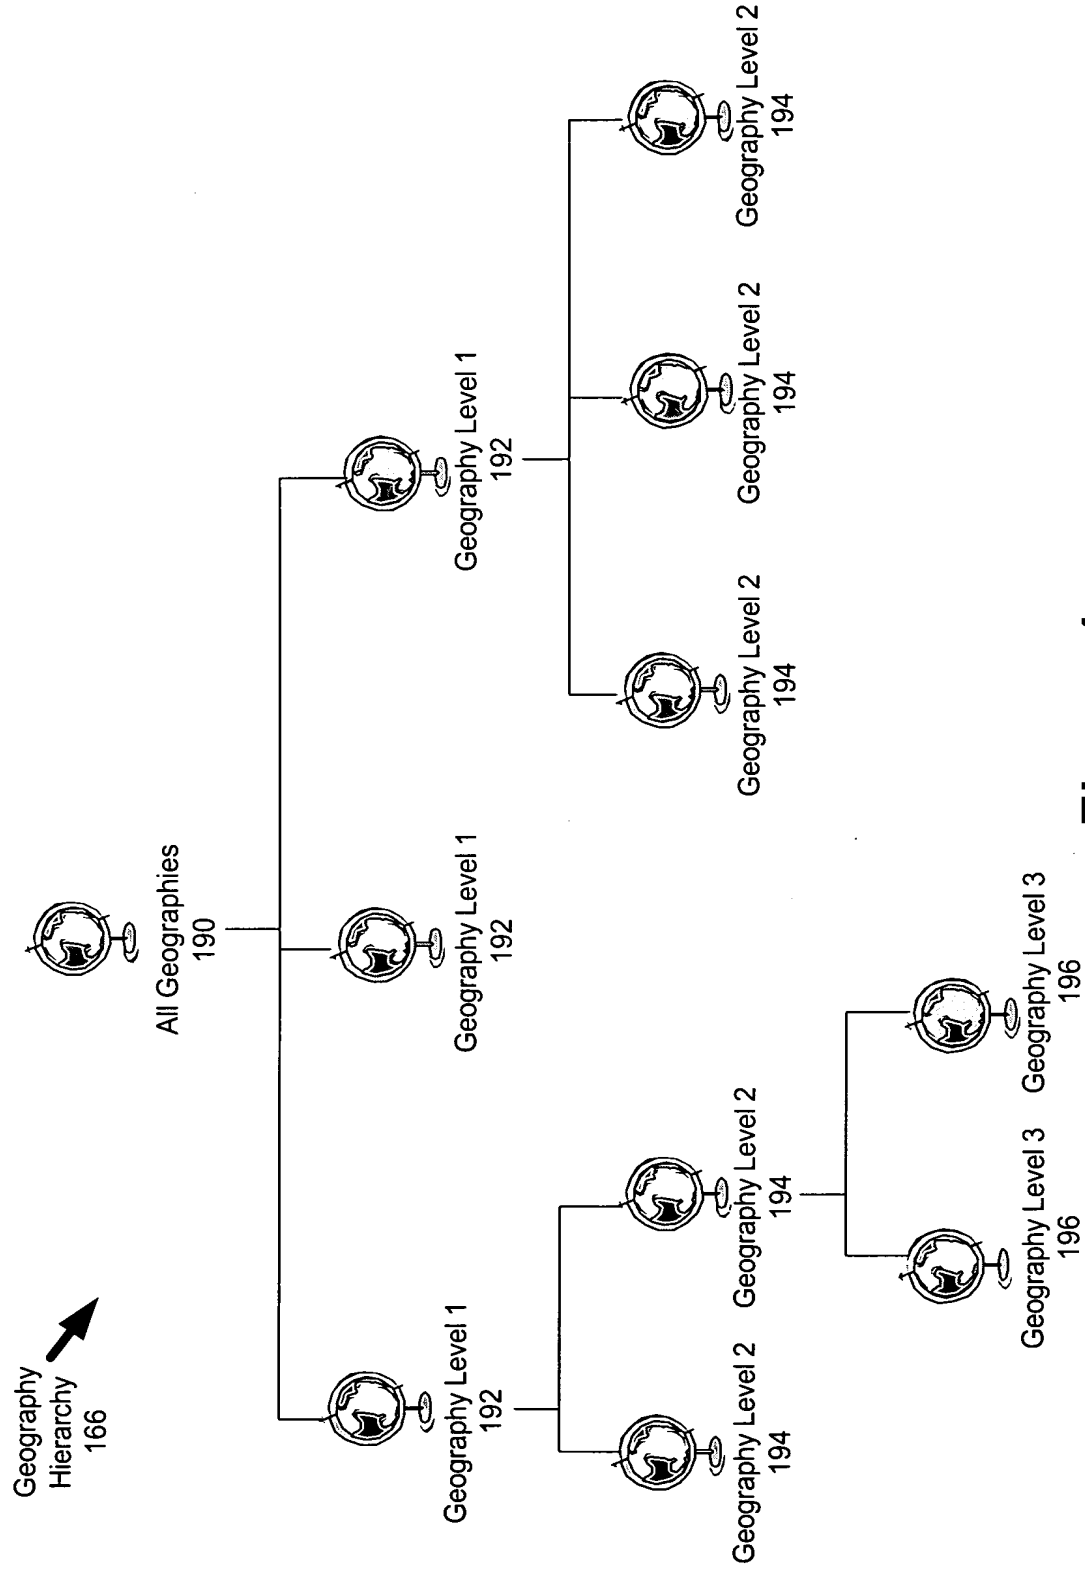 Geography
Hierarchy
166
All Geographies
190
Geography Level 1
192
Geography Level 1
192
Geography Level 1
192
Geography Level 2
194
Geography Level 2
194
Geography Level 2
194
Geography Level 2
194
Geography Level 2
194
Geography Level 3
196
Geography Level 3
196